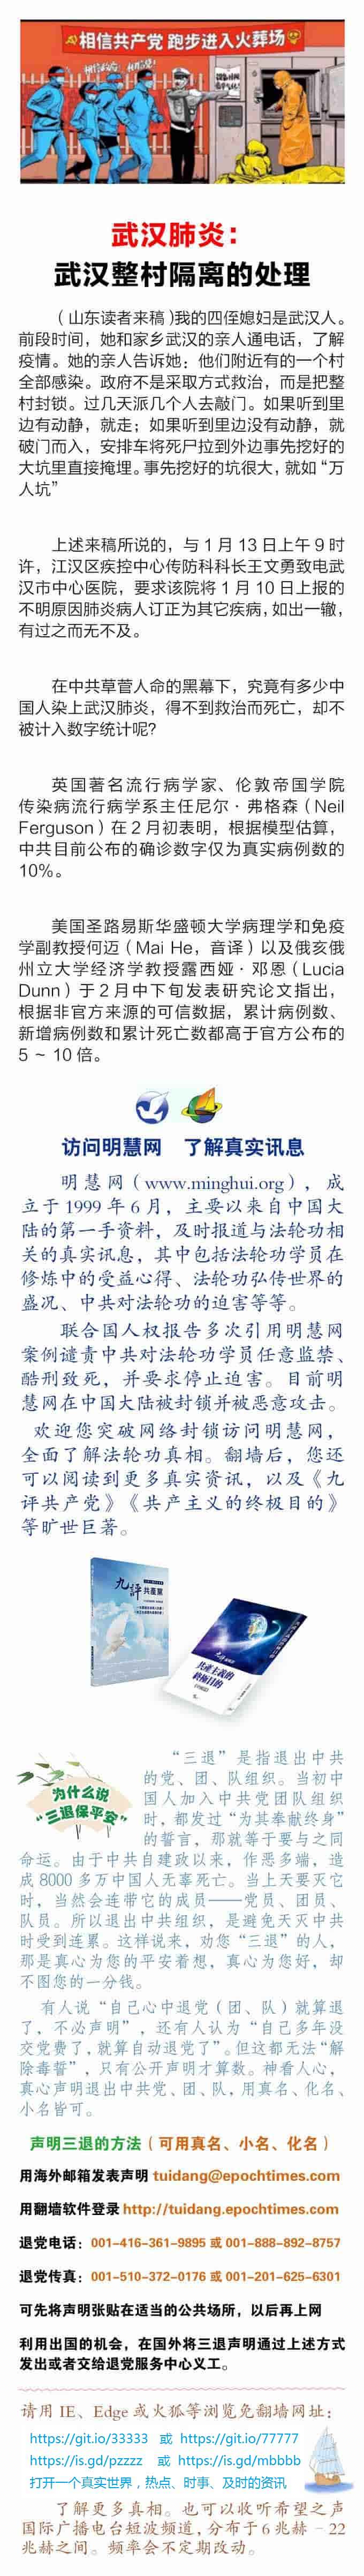 相信共产党 跑步进入火葬场
武汉肺炎：
武汉整村隔离的处理
（山东读者来稿）我的四侄媳妇是武汉人。
前段时间，她和家乡武汉的亲人通电话，了解
疫情。她的亲人告诉她：他们附近有的一个村
全部感染。政府不是采取方式救治，而是把整
村封锁。过几天派几个人去敲门。如果听到里
边有动静，就走；如果听到里边没有动静，就
破门而入，安排车将死尸拉到外边事先挖好的
大坑里直接掩埋。事先挖好的坑很大，就如“万
人坑”
上述来稿所说的，与 1 月 13 日上午 9 时
许，江汉区疾控中心传防科科长王文勇致电武
汉市中心医院，要求该院将 1 月 10 日上报的
不明原因肺炎病人订正为其它疾病，如出一辙，
有过之而无不及。
在中共草菅人命的黑幕下，究竟有多少中
国人染上武汉肺炎，得不到救治而死亡，却不
被计入数字统计呢?
英国著名流行病学家、伦敦帝国学院
传染病流行病学系主任尼尔·弗格森（Neil
Ferguson）在 2 月初表明，根据模型估算，
中共目前公布的确诊数字仅为真实病例数的
10%。
美国圣路易斯华盛顿大学病理学和免疫
学副教授何迈（Mai He，音译）以及俄亥俄
州立大学经济学教授露西娅·邓恩（Lucia
Dunn）于 2 月中下旬发表研究论文指出，
根据非官方来源的可信数据，累计病例数、
新增病例数和累计死亡数都高于官方公布的
5 ~ 10 倍。
访问明慧网 了解真实讯息
明慧网（www.minghui.org），成
立于 1999 年 6 月，主要以来自中国大
陆的第一手资料，及时报道与法轮功相
关的真实讯息，其中包括法轮功学员在
修炼中的受益心得、法轮功弘传世界的
盛况、中共对法轮功的迫害等等。
联合国人权报告多次引用明慧网
案例谴责中共对法轮功学员任意监禁、
酷刑致死，并要求停止迫害。目前明
慧网在中国大陆被封锁并被恶意攻击。
欢迎您突破网络封锁访问明慧网，
全面了解法轮功真相。翻墙后，您还
可以阅读到更多真实资讯，以及《九
评共产党》《共产主义的终极目的》
等旷世巨著。
九評共產黨
共產主義的
終極目的
为什么说
“三退保平安”
“三退”是指退出中共
的党、团、队组织。当初中
国人加入中共党团队组织
时，都发过“为其奉献终身”
的誓言，那就等于要与之同
命运。由于中共自建政以来，作恶多端，造
成 8000 多万中国人无辜死亡。当上天要灭它
时，当然会连带它的成员——党员、团员、
队员。所以退出中共组织，是避免天灭中共
时受到连累。这样说来，劝您“三退”的人，
那是真心为您的平安着想，真心为您好，却
不图您的一分钱。
有人说“自己心中退党（团、队）就算退
了，不必声明”，还有人认为“自己多年没
交党费了，就算自动退党了”。但这都无法“解
除毒誓”，只有公开声明才算数。神看人心，
真心声明退出中共党、团、队，用真名、化名、
小名皆可。
声明三退的方法（可用真名、小名、化名）
用海外邮箱发表声明 tuidang@epochtimes.com
用翻墙软件登录 http://tuidang.epochtimes.com
退党电话：001-416-361-9895 或 001-888-892-8757
退党传真：001-510-372-0176 或 001-201-625-6301
可先将声明张贴在适当的公共场所，以后再上网
利用出国的机会，在国外将三退声明通过上述方式
发出或者交给退党服务中心义工。
请用 IE、Edge 或火狐等浏览免翻墙网址：
https://git.io/33333 或 https://git.io/77777
https://is.gd/pzzzz 或 https://is.gd/mbbbb
打开一个真实世界，热点、时事、及时的资讯
了解更多真相。也可以收听希望之声
国际广播电台短波频道，分布于 6 兆赫 - 22
兆赫之间。频率会不定期改动。